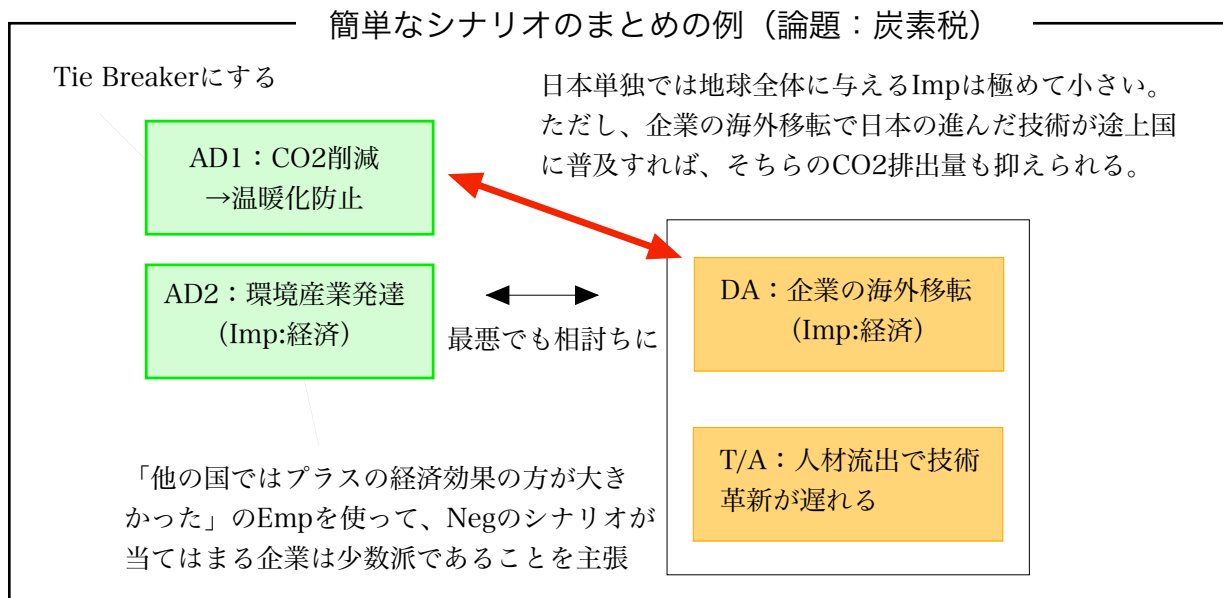 簡単なシナリオのまとめの例（論題：炭素税）
Tie Breakerにする
日本単独では地球全体に与えるImpは極めて小さい。
ただし、企業の海外移転で日本の進んだ技術が途上国
に普及すれば、そちらのCO2排出量も抑えられる。
AD1：CO2削減
→温暖化防止
AD2：環境産業発達
（Imp:経済）
最悪でも相討ちに
DA：企業の海外移転
（Imp:経済）
T/A：人材流出で技術
革新が遅れる
「他の国ではプラスの経済効果の方が大き
かった」のEmpを使って、Negのシナリオが
当てはまる企業は少数派であることを主張